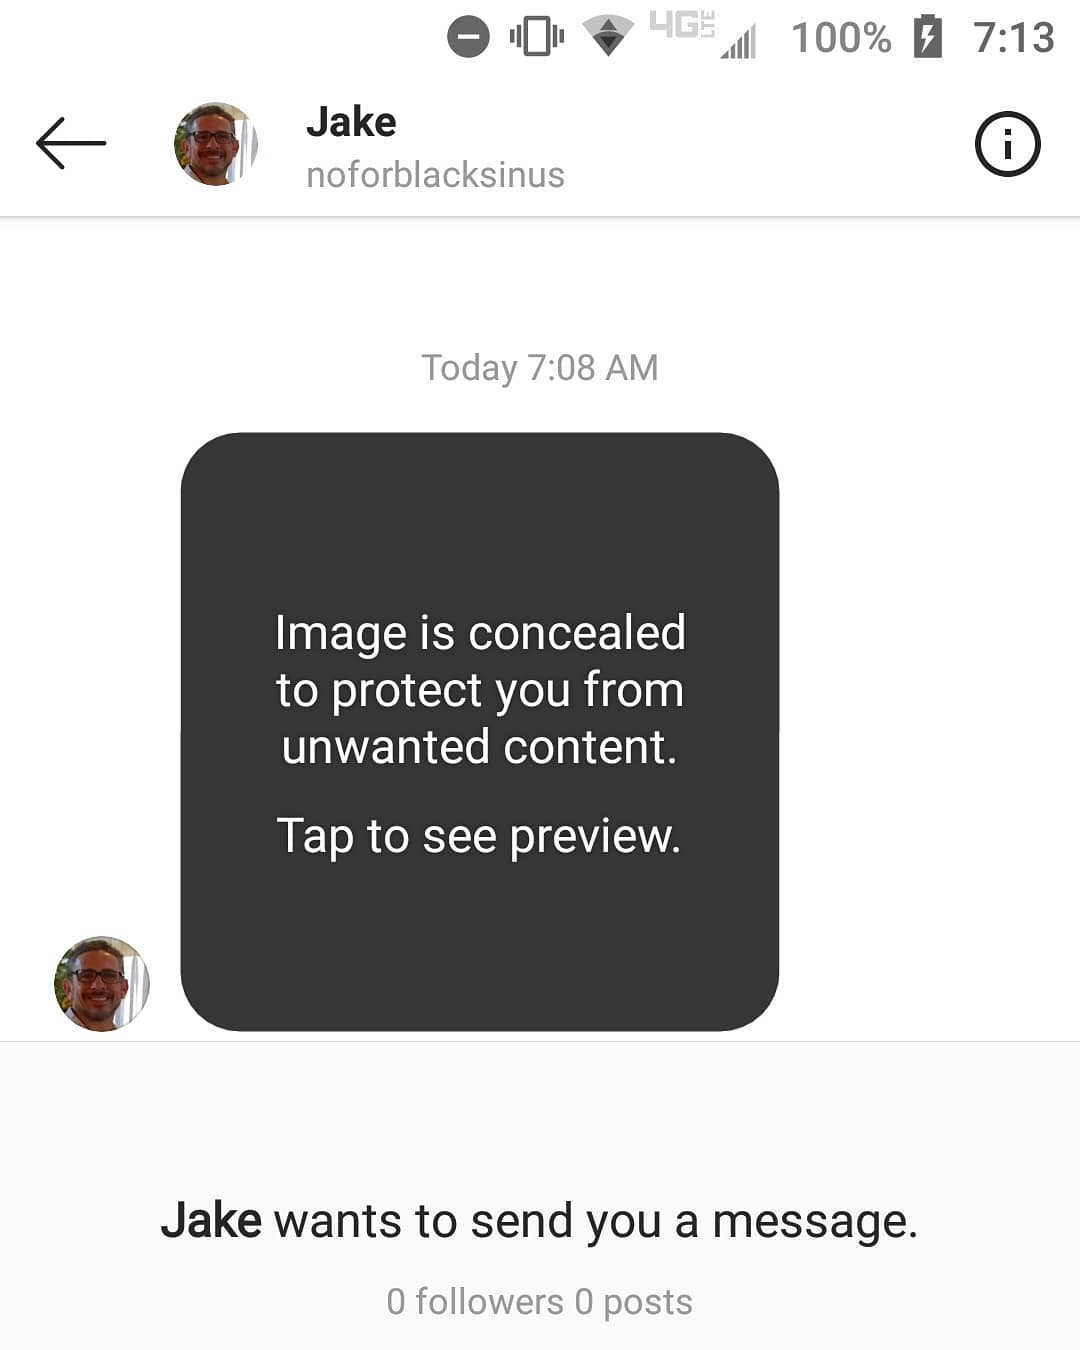 4G LTE 100% 7:13
Jake
noforblacksinus
Today 7:08 AM
Image is concealed
to protect you from
unwanted content.
Tap to see preview.
Jake wants to send you a message.
0 followers 0 posts